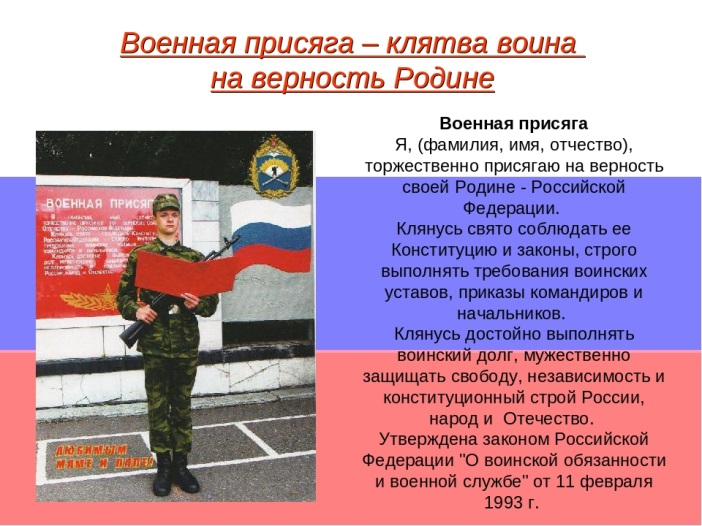 Военная присяга – клятва воина
на верность Родине
Военная присяга
Я, (фамилия, имя, отчество),
торжественно присягаю на верность
своей Родине - Российской
Федерации.
Клянусь свято соблюдать ее
Конституцию и законы, строго
выполнять требования воинских
уставов, приказы командиров и
начальников.
Клянусь достойно выполнять
воинский долг, мужественно
защищать свободу, независимость и
конституционный строй России,
народ и Отечество.
Утверждена законом Российской
Федерации "О воинской обязанности
и военной службе" от 11 февраля
1993 г.
ВОЕННАЯ
ЛЮБИМЫМ
МАМЕ И ПАПЕ!